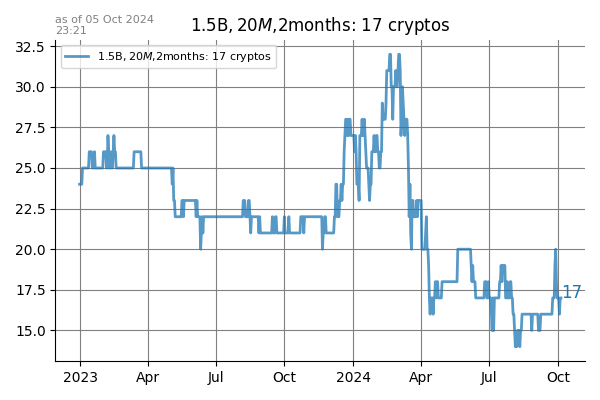 as of 05 Oct 2024
23:21
1.5B, 20M,2months: 17 cryptos
1.5B, 20M,2months: 17 cryptos
32.5
30.0
27.5
25.0
22.5
20.0
17.5
15.0
17
2023 Apr Jul Oct 2024 Apr Jul Oct